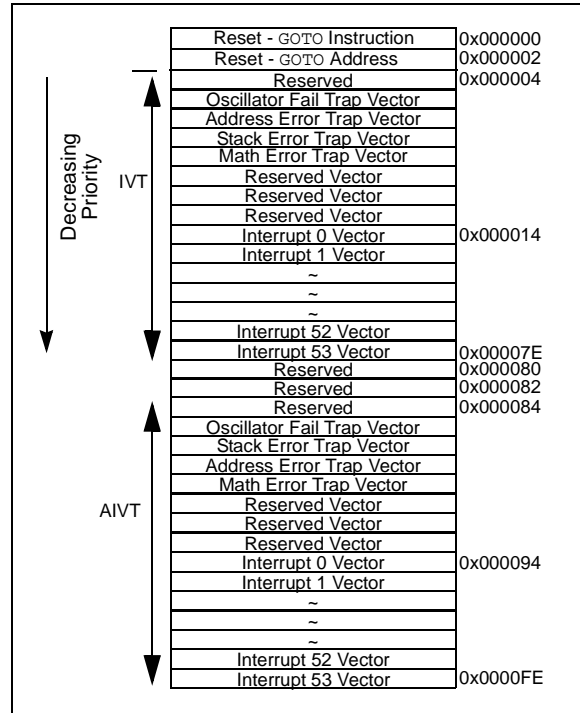 Reset - GOTO Instruction 0x000000
Reset - GOTO Address 0x000002
Reserved 0x000004
Oscillator Fail Trap Vector
Address Error Trap Vector
Stack Error Trap Vector
Math Error Trap Vector
Reserved Vector
Reserved Vector
Reserved Vector
Interrupt 0 Vector 0x000014
Interrupt 1 Vector
~
~
~
Interrupt 52 Vector
Interrupt 53 Vector 0x00007E
Reserved 0x000080
Reserved 0x000082
Reserved 0x000084
Oscillator Fail Trap Vector
Stack Error Trap Vector
Address Error Trap Vector
Math Error Trap Vector
Reserved Vector
Reserved Vector
Reserved Vector
Interrupt 0 Vector 0x000094
Interrupt 1 Vector
~
~
~
Interrupt 52 Vector
Interrupt 53 Vector 0x0000FE
Decreasing
Priority
IVT
AIVT